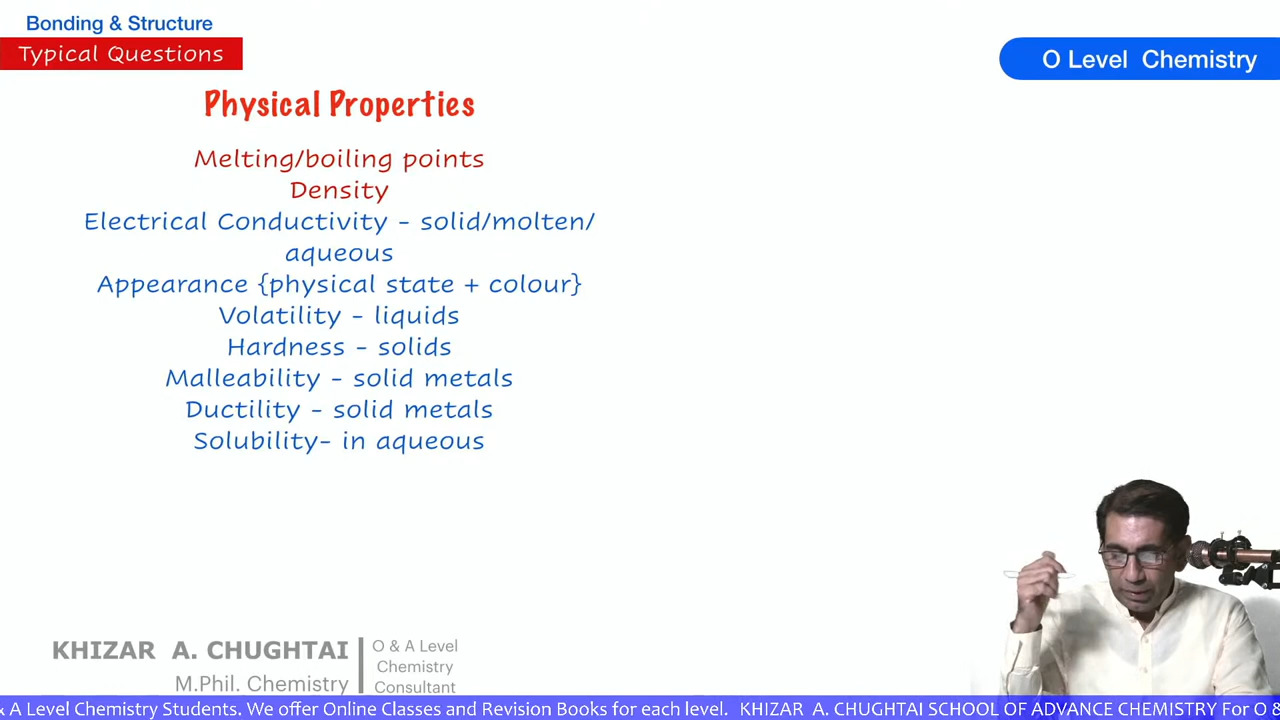 Bonding & Structure
Typical Questions
O Level Chemistry
Physical Properties
Melting/boiling points
Density
Electrical Conductivity - solid/molten/
aqueous
Appearance {physical state + colour}
Volatility - liquids
Hardness - solids
Malleability - solid metals
Ductility - solid metals
Solubility- in aqueous
KHIZAR A. CHUGHTAI
M.Phil. Chemistry
O & A Level
Chemistry
Consultant
& A Level Chemistry Students. We offer Online Classes and Revision Books for each level. KHIZAR A. CHUGHTAI SCHOOL OF ADVANCE CHEMISTRY For O &